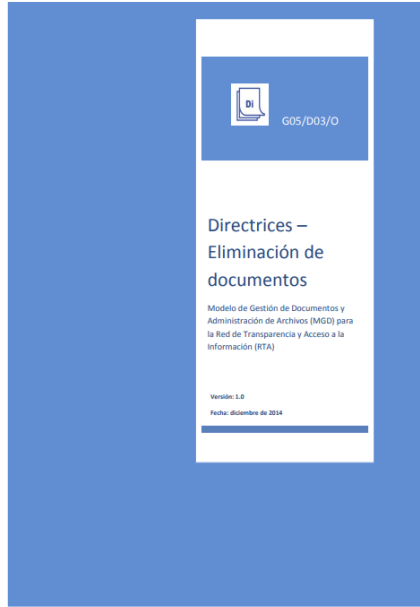 Di
G05/D03/O
Directrices –
Eliminación de
documentos
Modelo de Gestión de Documentos y
Administración de Archivos (MGD) para
la Red de Transparencia y Acceso a la
Información (RTA)
Versión: 1.0
Fecha: diciembre de 2014